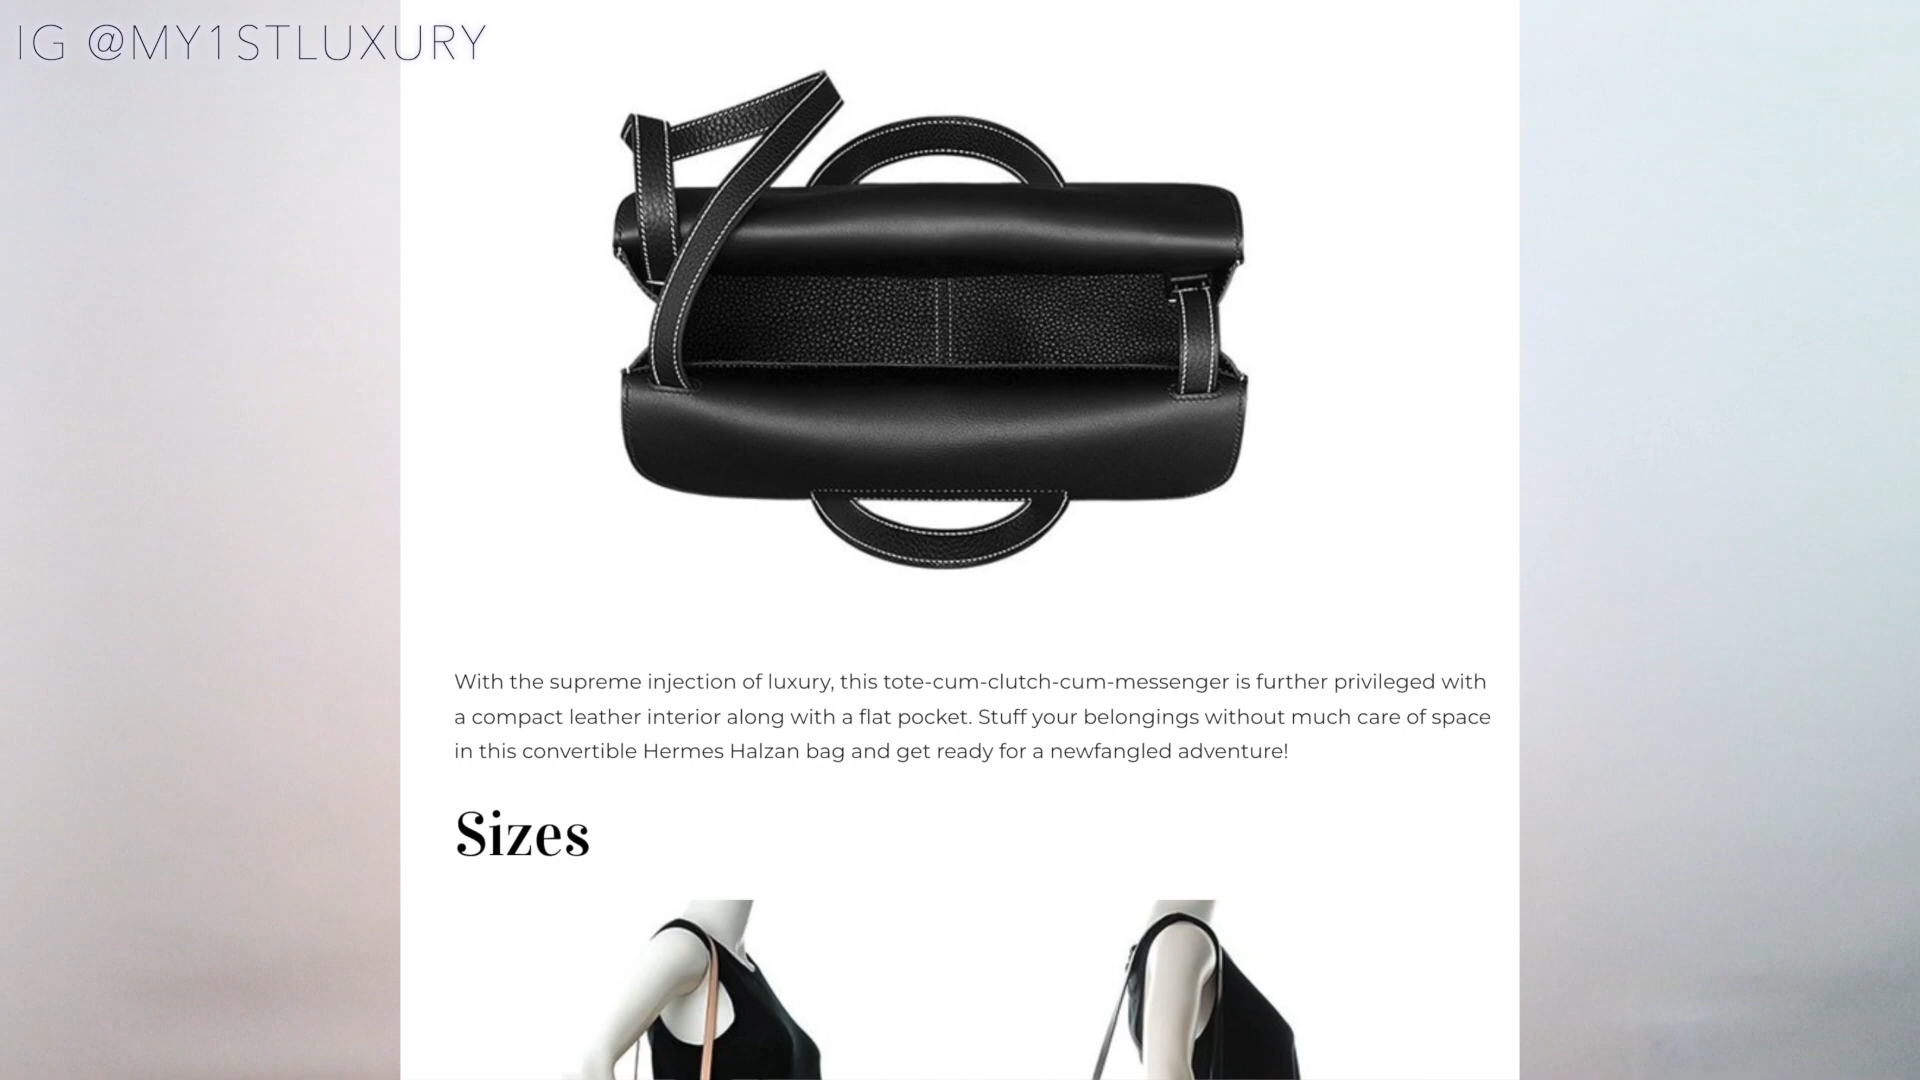 IG @MY1STLUXURY
With the supreme injection of luxury, this tote-cum-clutch-cum-messenger is further privileged with
a compact leather interior along with a flat pocket. Stuff your belongings without much care of space
in this convertible Hermes Halzan bag and get ready for a newfangled adventure!
Sizes